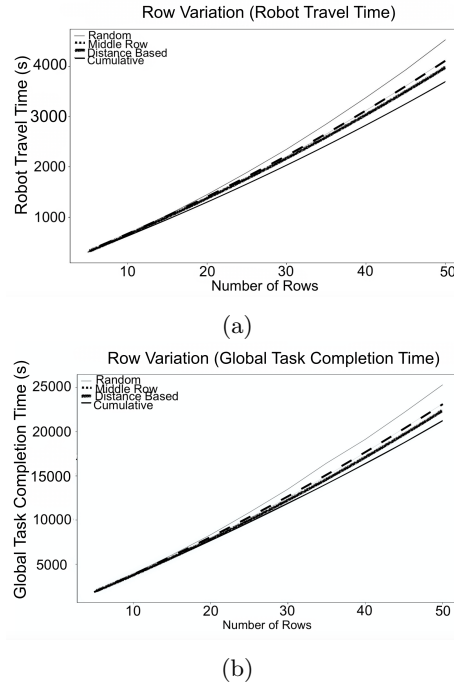 Row Variation (Robot Travel Time)
Random
Middle Row
Distance Based
Cumulative
Robot Travel Time (s)
4000
3000
2000
1000
10 20 30 40 50
Number of Rows
(a)
Row Variation (Global Task Completion Time)
Random
Middle Row
Distance Based
Cumulative
Global Task Completion Time (s)
25000
20000
15000
10000
5000
10 20 30 40 50
Number of Rows
(b)